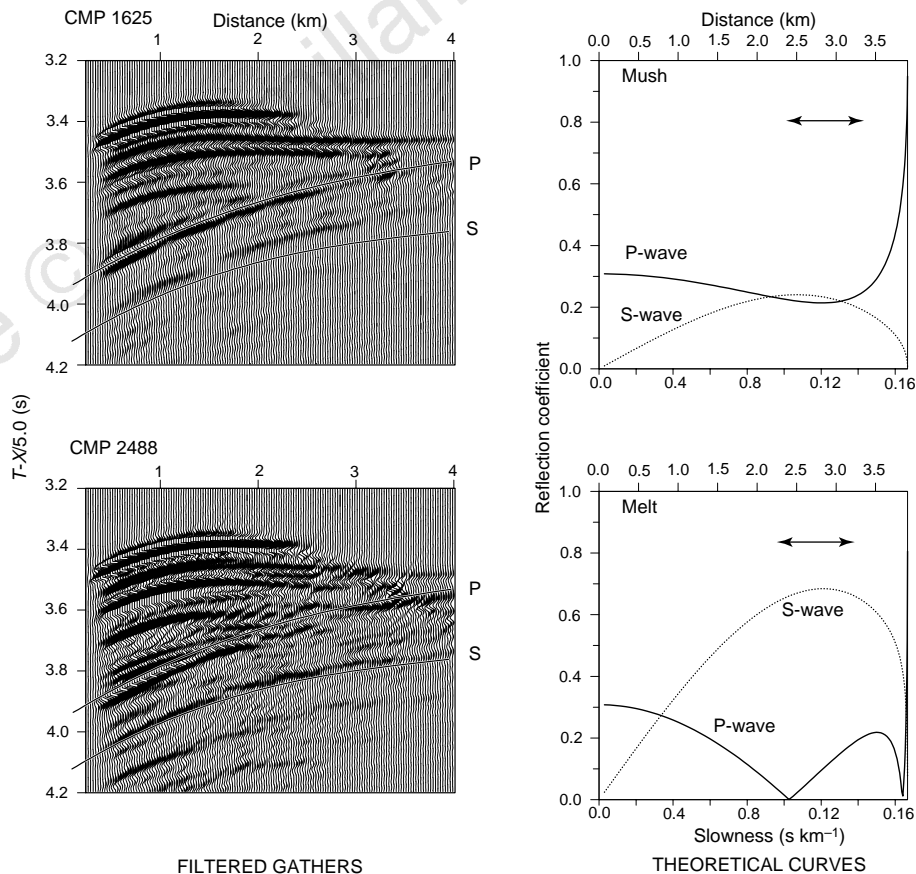 CMP 1625
Distance (km)
1 2 3 4
3.2
3.4
3.6
3.8
4.0
4.2
P
S
Distance (km)
0.0 0.5 1.0 1.5 2.0 2.5 3.0 3.5
1.0
0.8
0.6
0.4
0.2
0.0
Mush
P-wave
S-wave
0.0 0.4 0.8 0.12 0.16
T-X/5.0 (s)
Reflection coefficient
CMP 2488
1 2 3 4
3.2
3.4
3.6
3.8
4.0
4.2
P
S
0.0 0.5 1.0 1.5 2.0 2.5 3.0 3.5
1.0
0.8
0.6
0.4
0.2
0.0
Melt
S-wave
P-wave
0.0 0.4 0.8 0.12 0.16
Slowness (s km–1)
FILTERED GATHERS
THEORETICAL CURVES